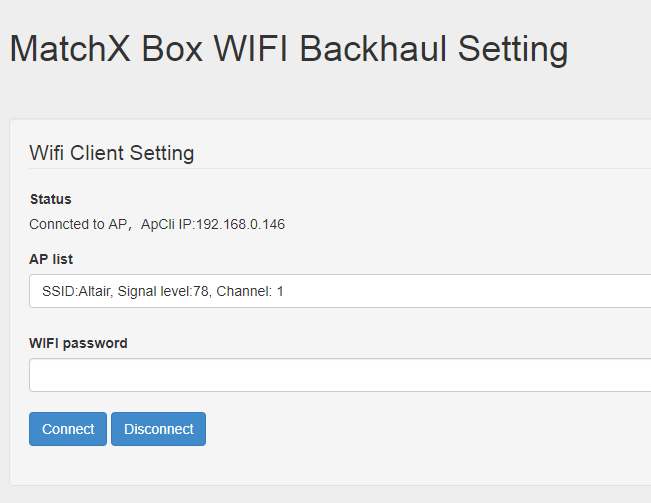 MatchX Box WIFI Backhaul Setting
Wifi Client Setting
Status
Conncted to AP，ApCli IP:192.168.0.146
AP list
SSID:Altair, Signal level:78, Channel: 1
WIFI password
Connect Disconnect